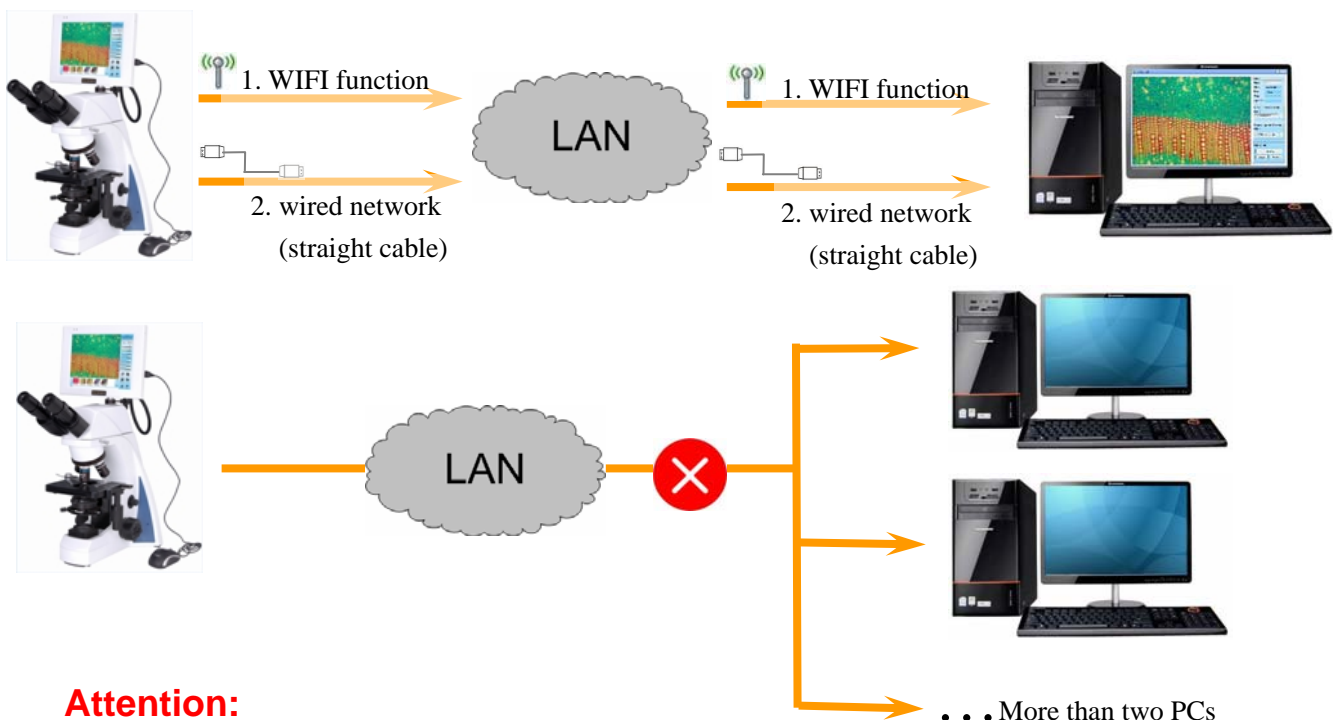 1. WIFI function
1. WIFI function
LAN
2. wired network
(straight cable)
2. wired network
(straight cable)
LAN
Attention:
. . . More than two PCs